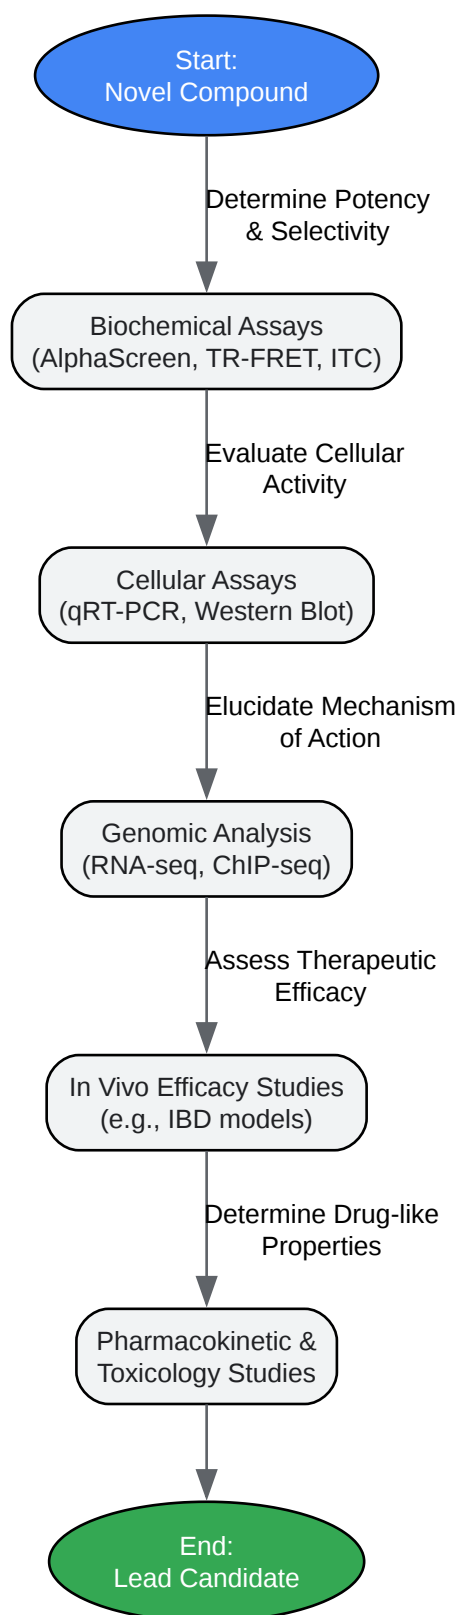 Start:
Novel Compound
Determine Potency
& Selectivity
Biochemical Assays
(AlphaScreen, TR-FRET, ITC)
Evaluate Cellular
Activity
Cellular Assays
(qRT-PCR, Western Blot)
Elucidate Mechanism
of Action
Genomic Analysis
(RNA-seq, ChIP-seq)
Assess Therapeutic
Efficacy
In Vivo Efficacy Studies
(e.g., IBD models)
Determine Drug-like
Properties
Pharmacokinetic &
Toxicology Studies
End:
Lead Candidate